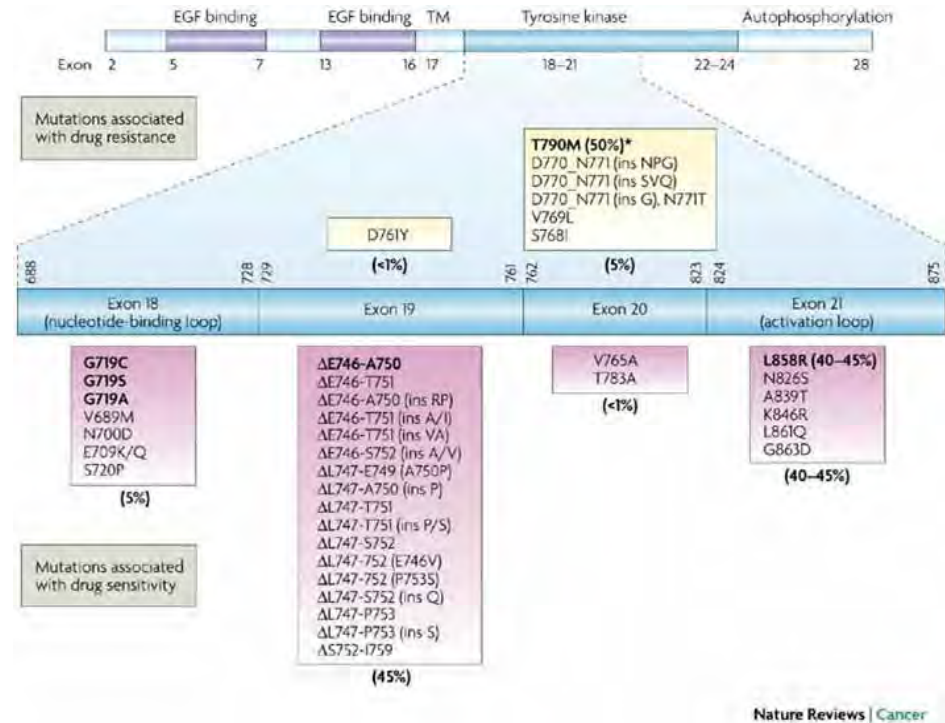 EGF binding EGF binding TM Tyrosine kinase Autophosphorylation
Exon 2 5 7 13 16 17 18–21 22–24 28
Mutations associated
with drug resistance
T790M (50%)*
D770_N771 (ins NPG)
D770_N771 (ins SVQ)
D770_N771 (ins G), N771T
V769L
S768I
(5%)
D761Y
(<1%)
688 728 729 761 762 823 824 875
Exon 18
(nucleotide-binding loop)
Exon 19
Exon 20
Exon 21
(activation loop)
G719C
G719S
G719A
V689M
N700D
E709K/Q
S720P
(5%)
ΔE746-A750
ΔE746-T751
ΔE746-A750 (ins RP)
ΔE746-T751 (ins A/I)
ΔE746-T751 (ins VA)
ΔE746-S752 (ins A/V)
ΔL747-E749 (A750P)
ΔL747-A750 (ins P)
ΔL747-T751
ΔL747-T751 (ins P/S)
ΔL747-S752
ΔL747-752 (E746V)
ΔL747-752 (P753S)
ΔL747-S752 (ins Q)
ΔL747-P753
ΔL747-P753 (ins S)
ΔS752-I759
(45%)
V765A
T783A
(<1%)
L858R (40–45%)
N826S
A839T
K846R
L861Q
G863D
(40–45%)
Mutations associated
with drug sensitivity
Nature Reviews | Cancer